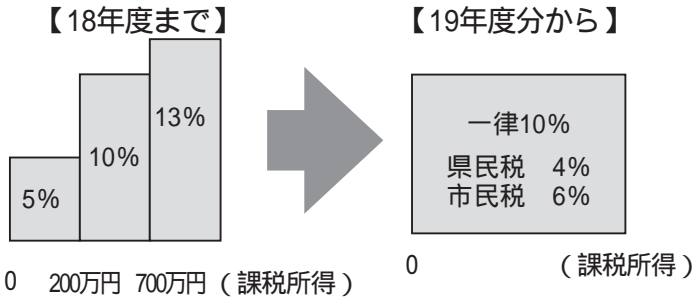 【18年度まで】
5%
10%
13%
0 200万円 700万円（課税所得）
【19年度分から】
一律10%
県民税 4%
市民税 6%
0 （課税所得）